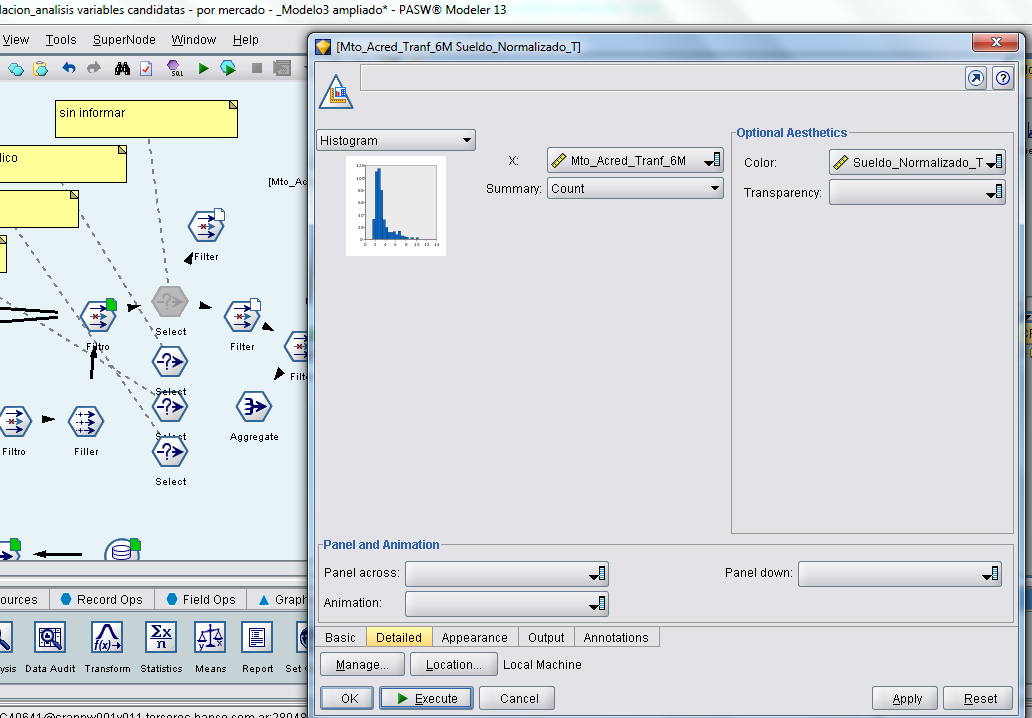 lacion_analisis variables candidatas - por mercado - _Modelo3 ampliado* - PASW® Modeler 13
View Tools SuperNode Window Help
SQL
sin informar
lico
[Mto_Ac
Filter
Select
Filtro
Filter
Select
Select
Aggregate
Filtro
Filler
Select
ources Record Ops Field Ops Graph
ysis Data Audit Transform Statistics Means Report Set
[Mto_Acred_Tranf_6M Sueldo_Normalizado_T]
Histogram
X: Mto_Acred_Tranf_6M
Summary: Count
Optional Aesthetics
Color: Sueldo_Normalizado_T
Transparency:
Panel and Animation
Panel across:
Panel down:
Animation:
Basic Detailed Appearance Output Annotations
Manage... Location... Local Machine
OK Execute Cancel Apply Reset